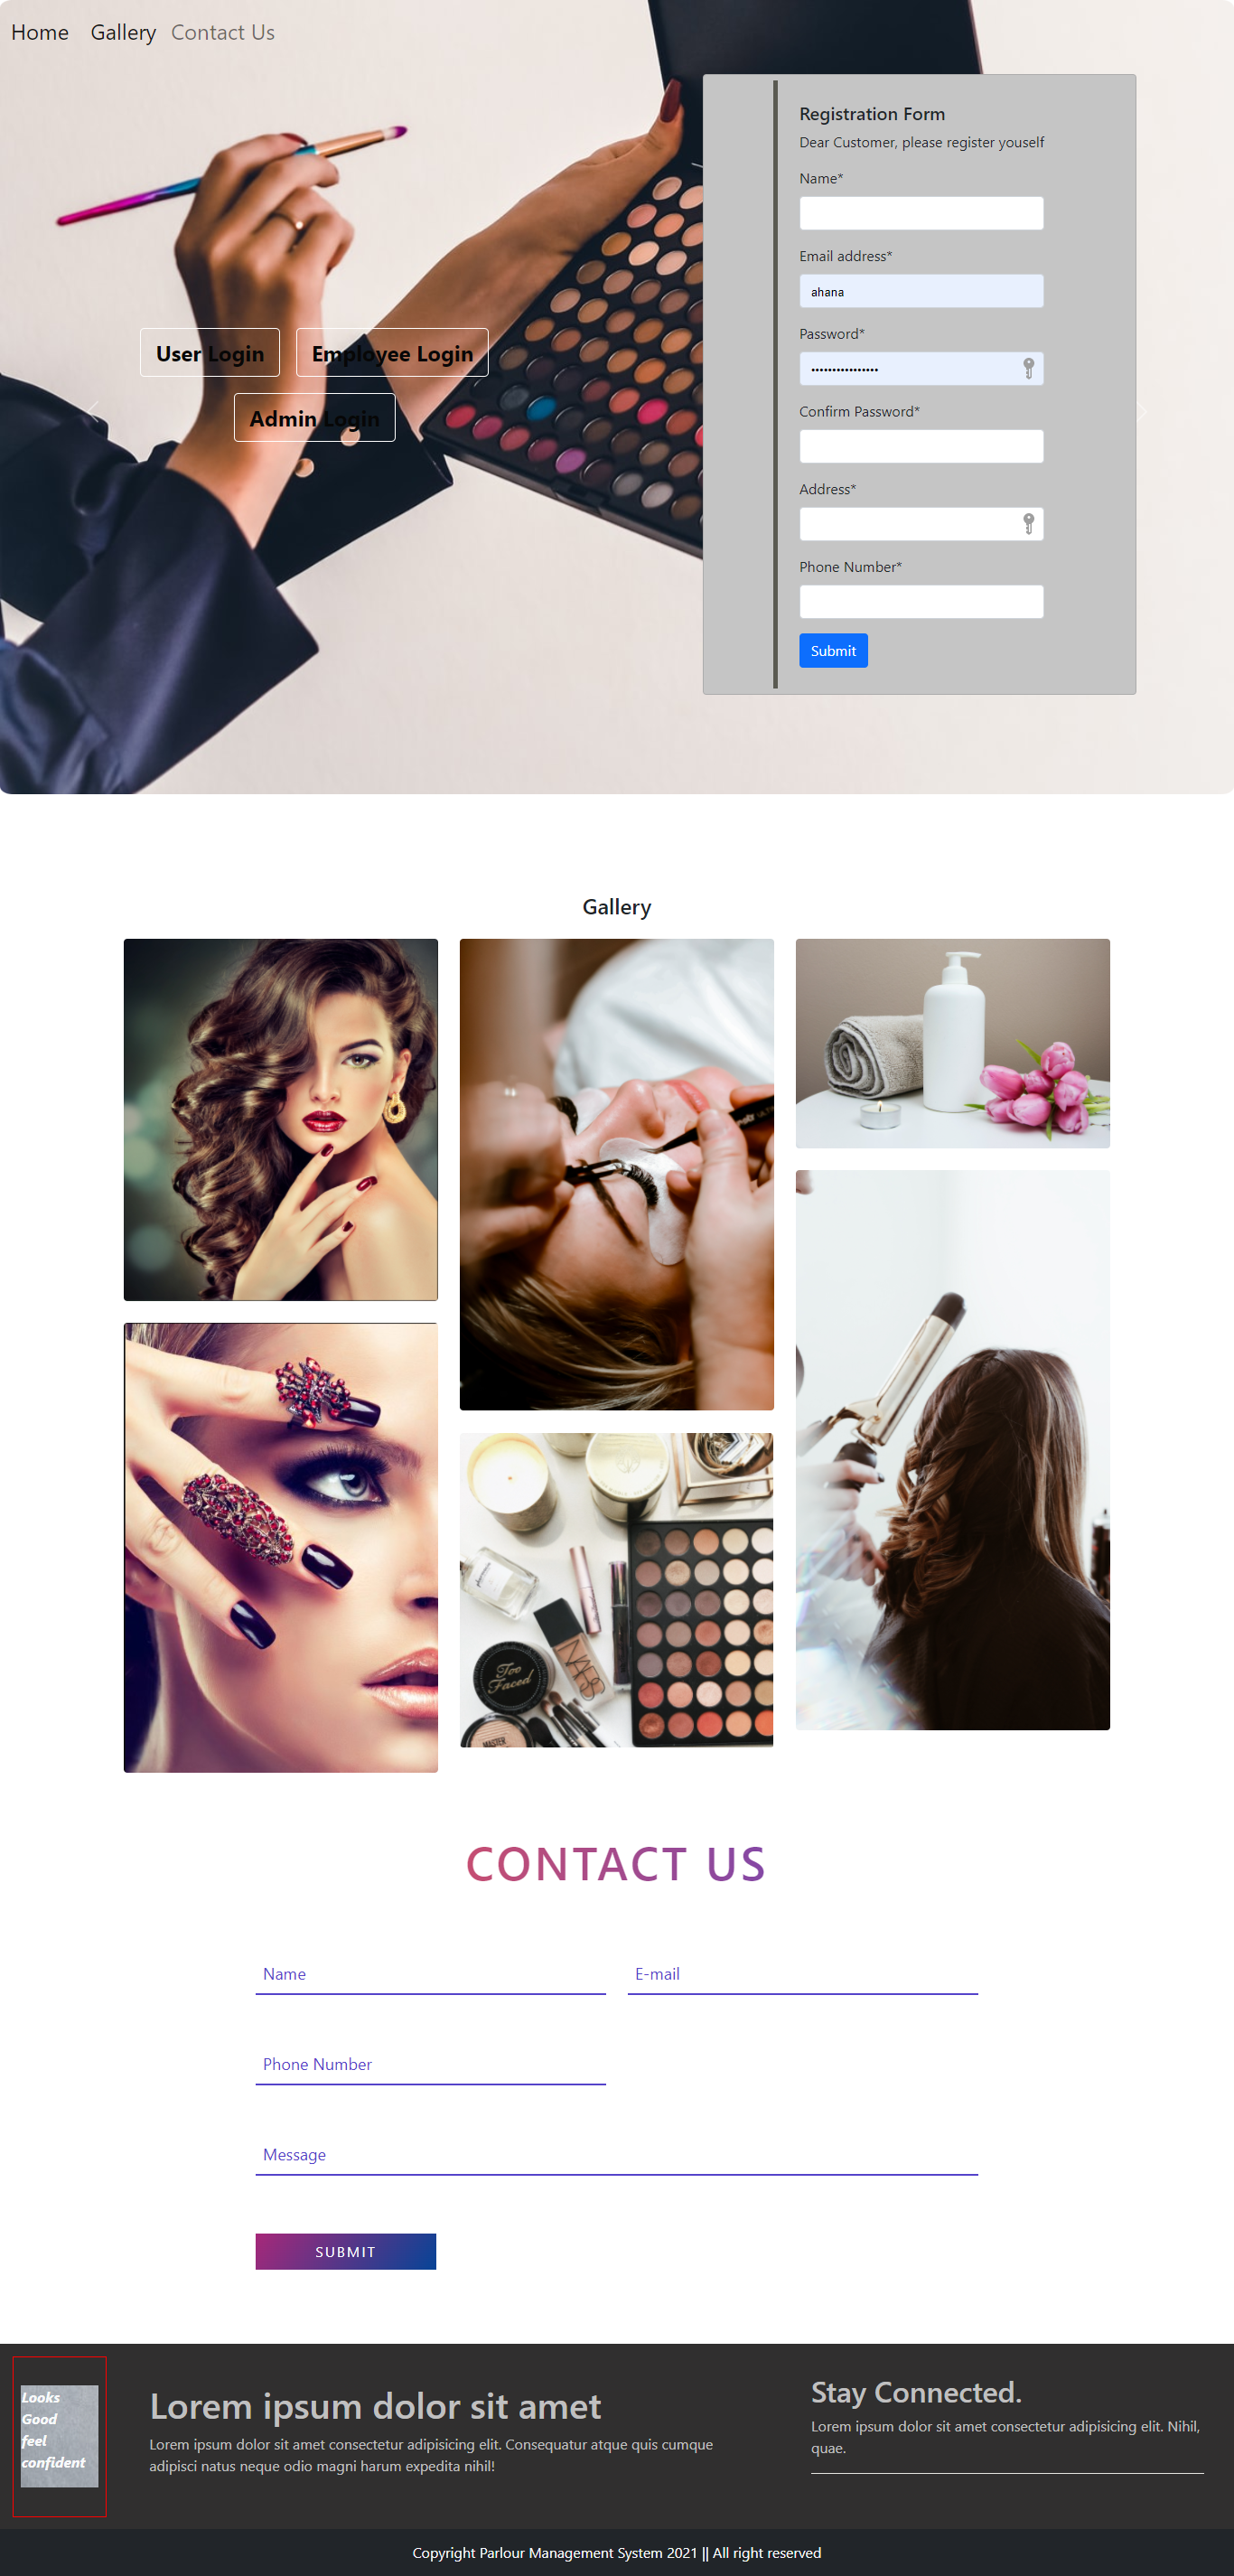 Home Gallery Contact Us
Registration Form
Dear Customer, please register youself
Name*
Email address*
ahana
Password*
••••••••••••••••
Confirm Password*
Address*
Phone Number*
Submit
User Login Employee Login
Admin Login
Gallery
Too
Faced
NARS
MASTER
CONTACT US
Name E-mail
Phone Number
Message
SUBMIT
Looks
Good
feel
confident
Lorem ipsum dolor sit amet
Lorem ipsum dolor sit amet consectetur adipisicing elit. Consequatur atque quis cumque
adipisci natus neque odio magni harum expedita nihil!
Stay Connected.
Lorem ipsum dolor sit amet consectetur adipisicing elit. Nihil,
quae.
Copyright Parlour Management System 2021 || All right reserved